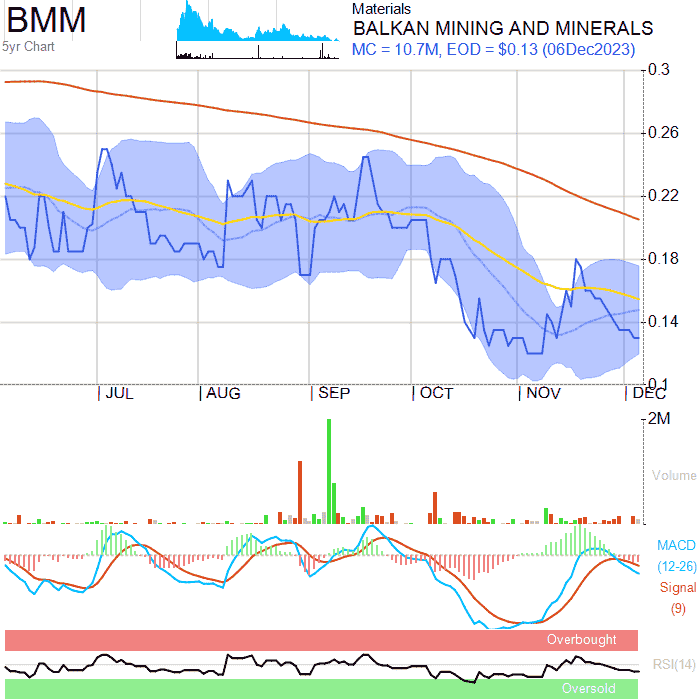 BMM
5yr Chart
Materials
BALKAN MINING AND MINERALS
MC = 10.7M, EOD = $0.13 (06Dec2023)
0.3
0.26
0.22
0.18
0.14
0.1
JUL AUG SEP OCT NOV DEC
2M
Volume
MACD
(12-26)
Signal
(9)
Overbought
RSI(14)
Oversold